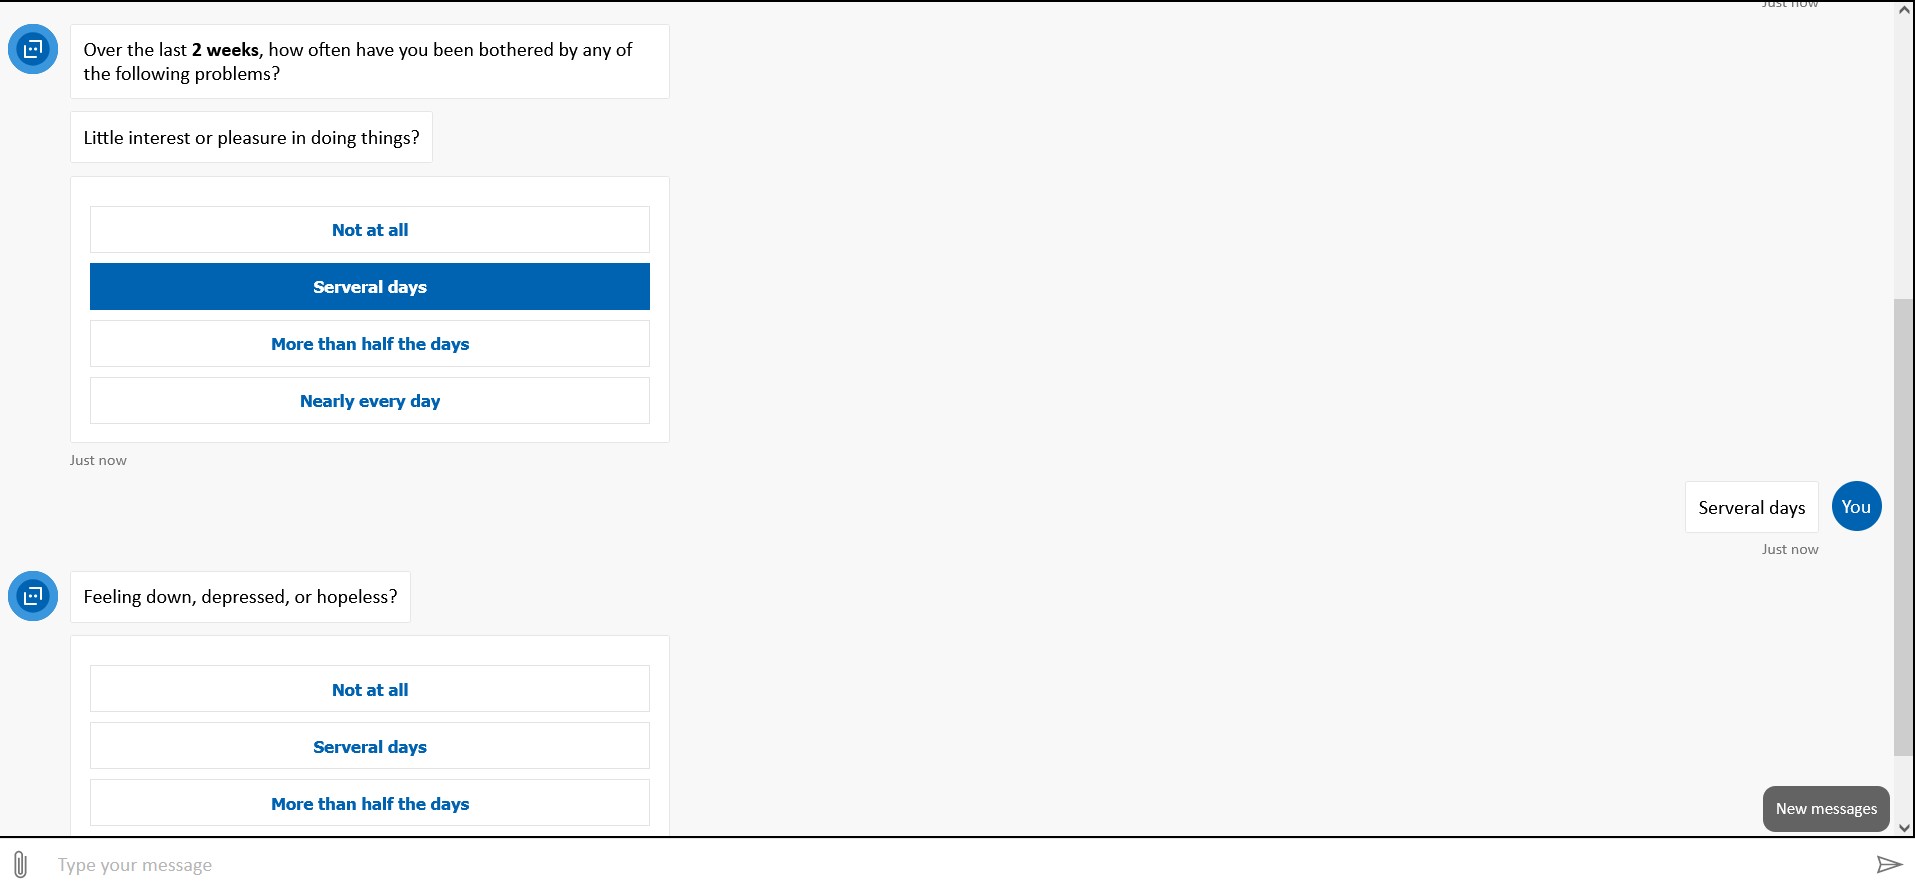 Just now
Over the last 2 weeks, how often have you been bothered by any of
the following problems?
Little interest or pleasure in doing things?
Not at all
Serveral days
More than half the days
Nearly every day
Just now
Serveral days
You
Just now
Feeling down, depressed, or hopeless?
Not at all
Serveral days
More than half the days
New messages
Type your message